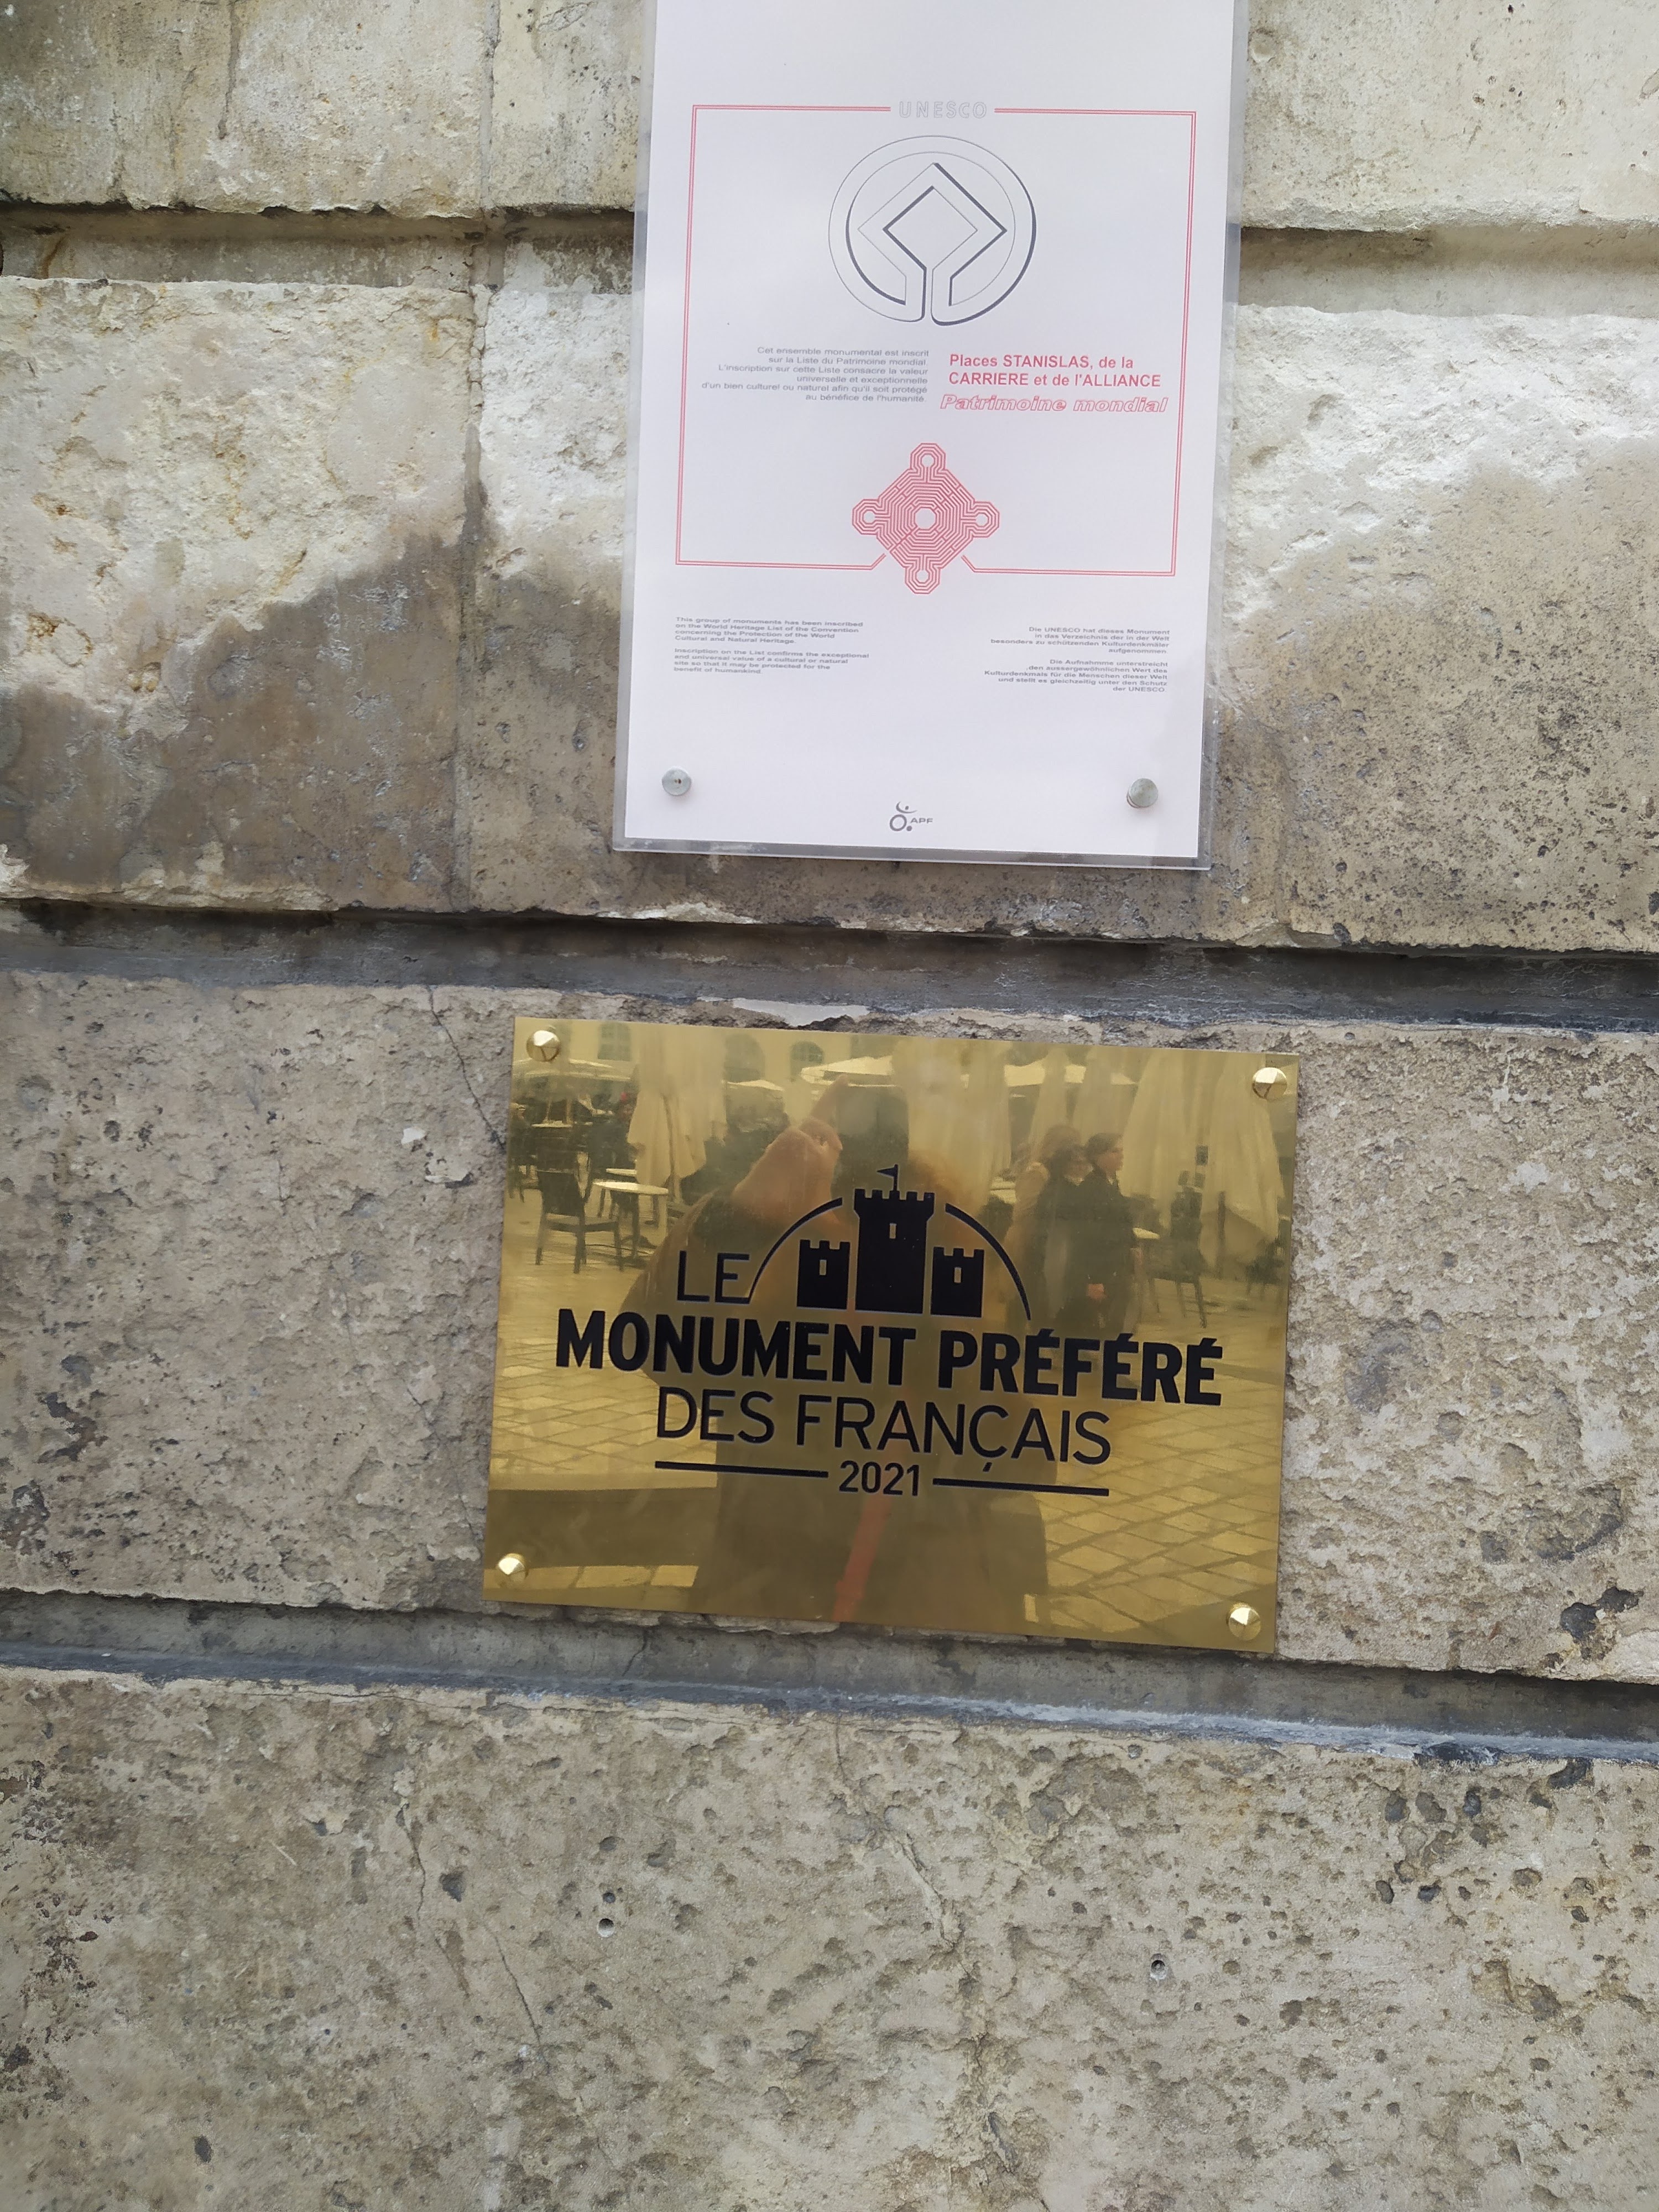 UNESCO
Cet ensemble monumental est inscrit
sur la Liste du Patrimoine mondial.
L'inscription sur cette Liste consacre la valeur
universelle et exceptionnelle
d'un bien culturel ou naturel afin qu'il soit protégé
au bénéfice de l'humanité.
Places STANISLAS, de la
CARRIERE et de l'ALLIANCE
Patrimoine mondial
This group of monuments has been inscribed
on the World Heritage List of the Convention
concerning the Protection of the World
Cultural and Natural Heritage.
Inscription on the List confirms the exceptional
and universal value of a cultural or natural
site so that it may be protected for the
benefit of humankind.
Die UNESCO hat dieses Monument
in das Verzeichnis der in der Welt
besonders zu schützenden Kulturdenkmäler
aufgenommen.
Die Aufnahme unterstreicht
den aussergewöhnlichen Wert des
Kulturdenkmals für die Menschen dieser Welt
und stellt es gleichzeitig unter den Schutz
der UNESCO.
APF
LE
MONUMENT PRÉFÉRÉ
DES FRANÇAIS
2021